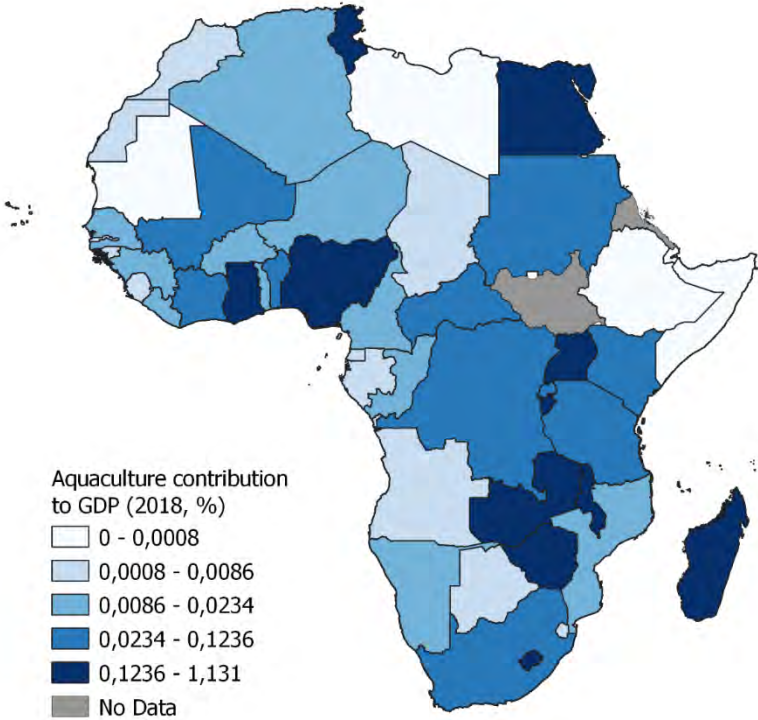 Aquaculture contribution
to GDP (2018, %)
0 - 0,0008
0,0008 - 0,0086
0,0086 - 0,0234
0,0234 - 0,1236
0,1236 - 1,131
No Data